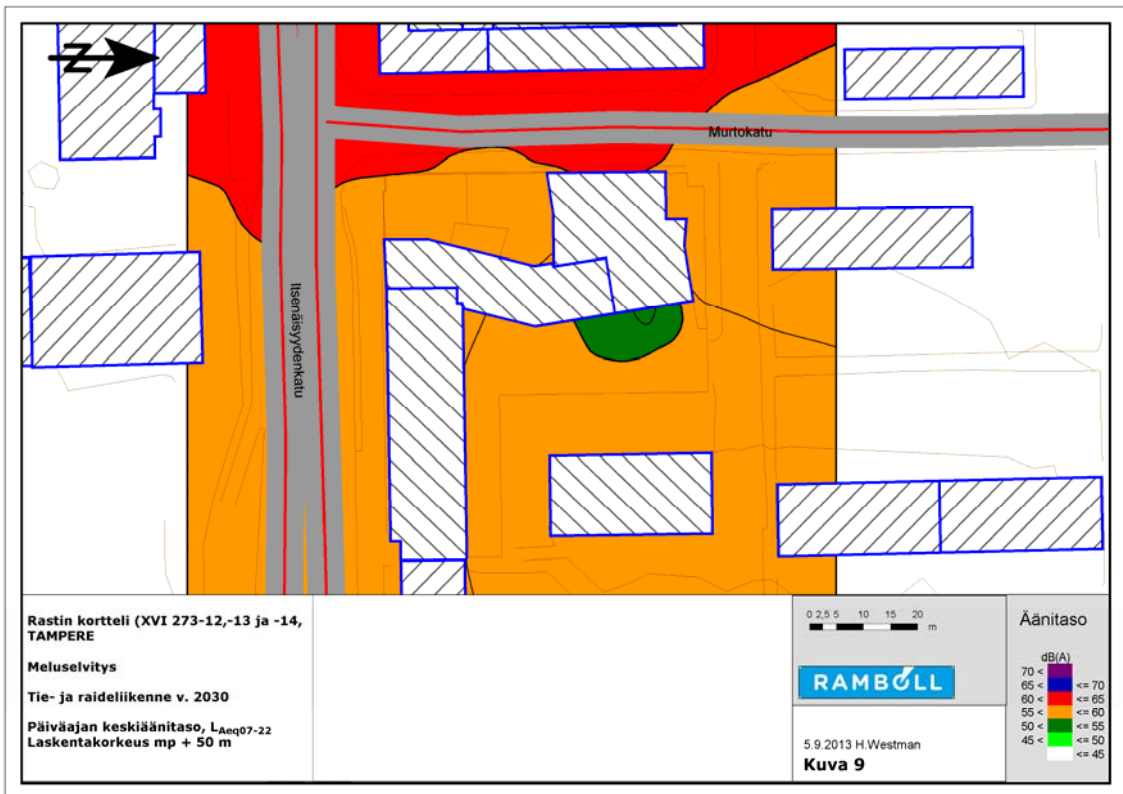 Z
Murtokatu
Itsenäisyydenkatu
Rastin kortteli (XVI 273-12,-13 ja -14,
TAMPERE
Meluselvitys
Tie- ja raideliikenne v. 2030
Päiväajan keskiäänitaso, LAeq07-22
Laskentakorkeus mp + 50 m
0 2,5 5 10 15 20
m
RAMBOLL
5.9.2013 H.Westman
Kuva 9
Äänitaso
dB(A)
70 <
65 < <= 70
60 < <= 65
55 < <= 60
50 < <= 55
45 < <= 50
<= 45